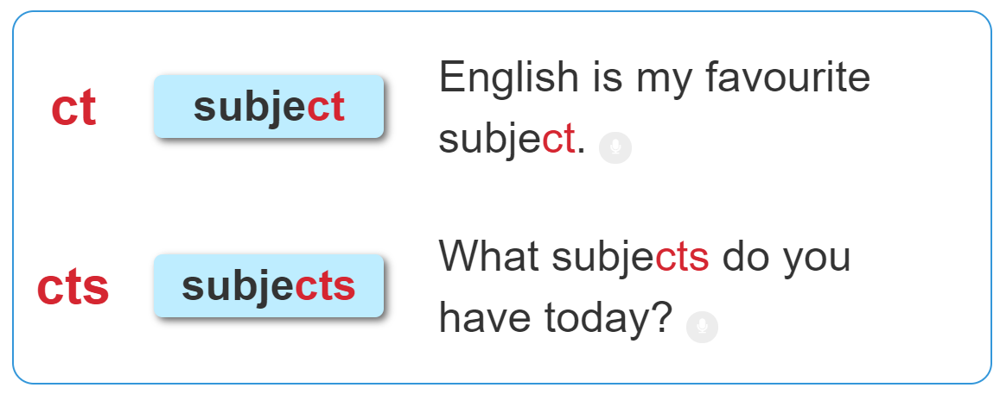 ct
subject
English is my favourite
subject.
cts
subjects
What subjects do you
have today?